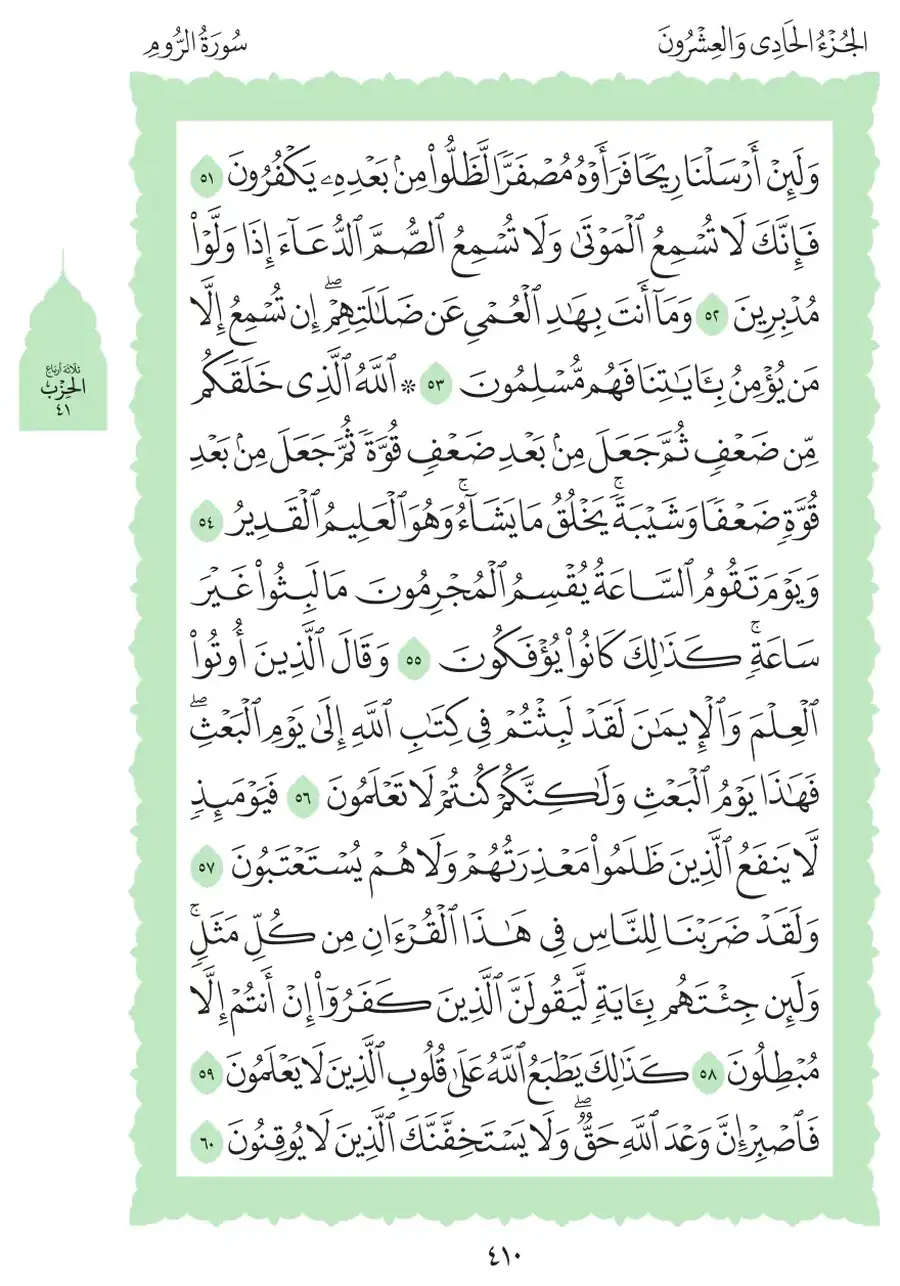 الجُزْءُ الحَادِى وَالعِشْرُونَ
سُورَةُ الرُّومِ
وَلَئِنْ أَرْسَلْنَا رِيحًا فَرَأَوْهُ مُصْفَرًّا لَّظَلُّوا۟ مِنۢ بَعْدِهِۦ يَكْفُرُونَ ٥١
فَإِنَّكَ لَا تُسْمِعُ ٱلْمَوْتَىٰ وَلَا تُسْمِعُ ٱلصُّمَّ ٱلدُّعَآءَ إِذَا وَلَّوْا۟
مُدْبِرِينَ ٥٢ وَمَآ أَنتَ بِهَٰدِ ٱلْعُمْىِ عَن ضَلَٰلَتِهِمْ ۖ إِن تُسْمِعُ إِلَّا
مَن يُؤْمِنُ بِـَٔايَٰتِنَا فَهُم مُّسْلِمُونَ ٥٣ ۞ ٱللَّهُ ٱلَّذِى خَلَقَكُم
مِّن ضَعْفٍ ثُمَّ جَعَلَ مِنۢ بَعْدِ ضَعْفٍ قُوَّةً ثُمَّ جَعَلَ مِنۢ بَعْدِ
قُوَّةٍ ضَعْفًا وَشَيْبَةً ۚ يَخْلُقُ مَا يَشَآءُ ۚ وَهُوَ ٱلْعَلِيمُ ٱلْقَدِيرُ ٥٤
وَيَوْمَ تَقُومُ ٱلسَّاعَةُ يُقْسِمُ ٱلْمُجْرِمُونَ مَا لَبِثُوا۟ غَيْرَ
سَاعَةٍ ۚ كَذَٰلِكَ كَانُوا۟ يُؤْفَكُونَ ٥٥ وَقَالَ ٱلَّذِينَ أُوتُوا۟
ٱلْعِلْمَ وَٱلْإِيمَٰنَ لَقَدْ لَبِثْتُمْ فِى كِتَٰبِ ٱللَّهِ إِلَىٰ يَوْمِ ٱلْبَعْثِ ۖ
فَهَٰذَا يَوْمُ ٱلْبَعْثِ وَلَٰكِنَّكُمْ كُنتُمْ لَا تَعْلَمُونَ ٥٦ فَيَوْمَئِذٍ
لَّا يَنفَعُ ٱلَّذِينَ ظَلَمُوا۟ مَعْذِرَتُهُمْ وَلَا هُمْ يُسْتَعْتَبُونَ ٥٧
وَلَقَدْ ضَرَبْنَا لِلنَّاسِ فِى هَٰذَا ٱلْقُرْءَانِ مِن كُلِّ مَثَلٍ ۚ
وَلَئِن جِئْتَهُم بِـَٔايَةٍ لَّيَقُولَنَّ ٱلَّذِينَ كَفَرُوٓا۟ إِنْ أَنتُمْ إِلَّا
مُبْطِلُونَ ٥٨ كَذَٰلِكَ يَطْبَعُ ٱللَّهُ عَلَىٰ قُلُوبِ ٱلَّذِينَ لَا يَعْلَمُونَ ٥٩
فَٱصْبِرْ إِنَّ وَعْدَ ٱللَّهِ حَقٌّ ۖ وَلَا يَسْتَخِفَّنَّكَ ٱلَّذِينَ لَا يُوقِنُونَ ٦٠
ثلاثة أرباع
الحِزْب
٤١
٤١٠